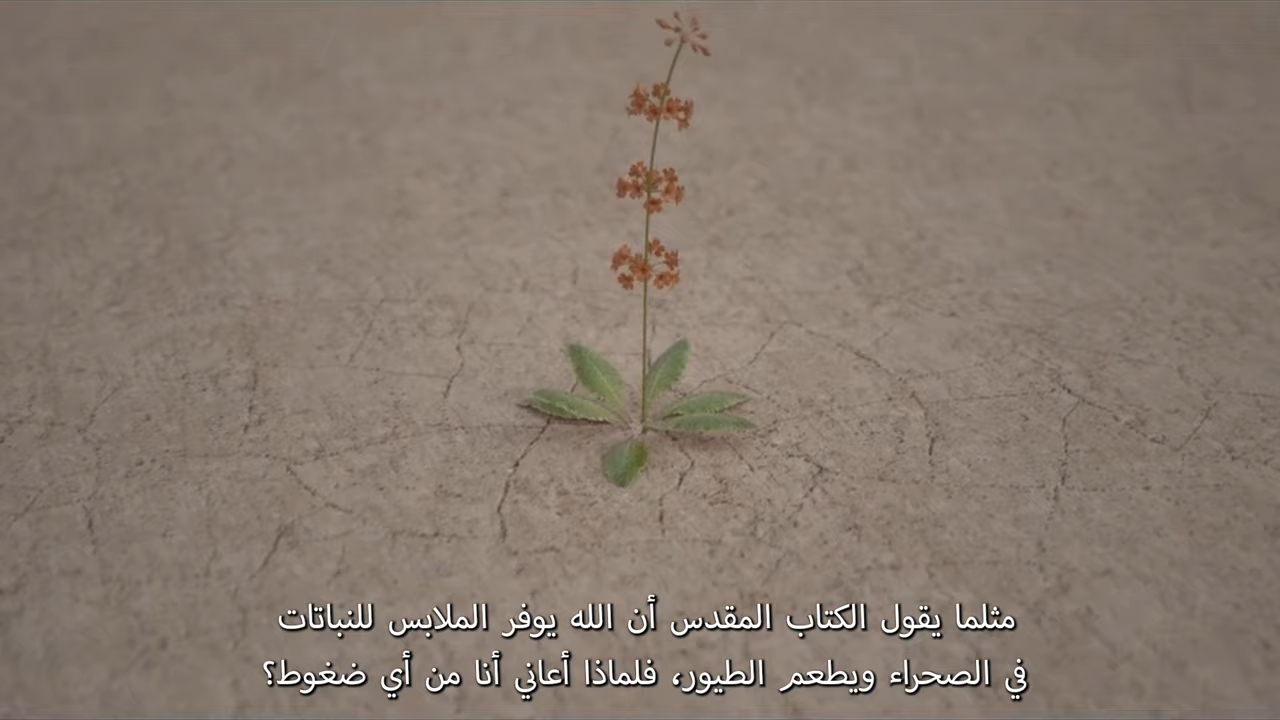 مثلما يقول الكتاب المقدس أن الله يوفر الملابس للنباتات
في الصحراء ويطعم الطيور، فلماذا أعاني أنا من أي ضغوط؟